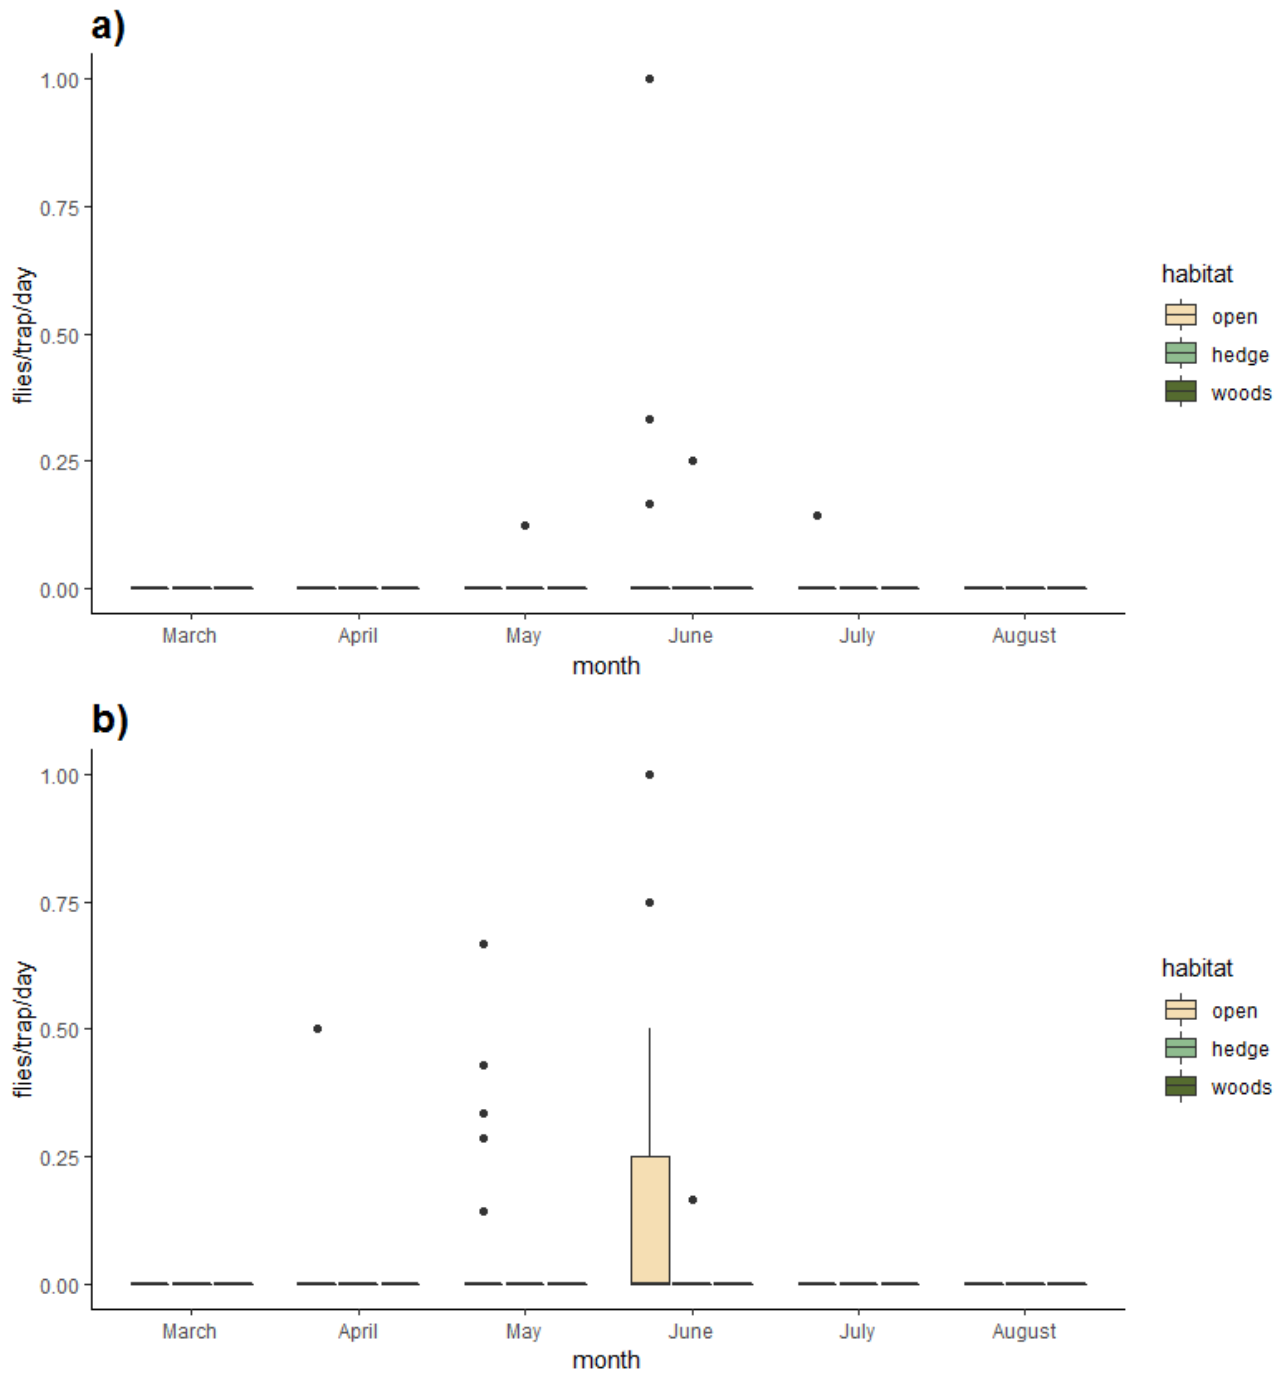 a)
1.00
0.75
0.50
0.25
0.00
flies/trap/day
March April May June July August
month
habitat
open
hedge
woods
b)
1.00
0.75
0.50
0.25
0.00
flies/trap/day
March April May June July August
month
habitat
open
hedge
woods